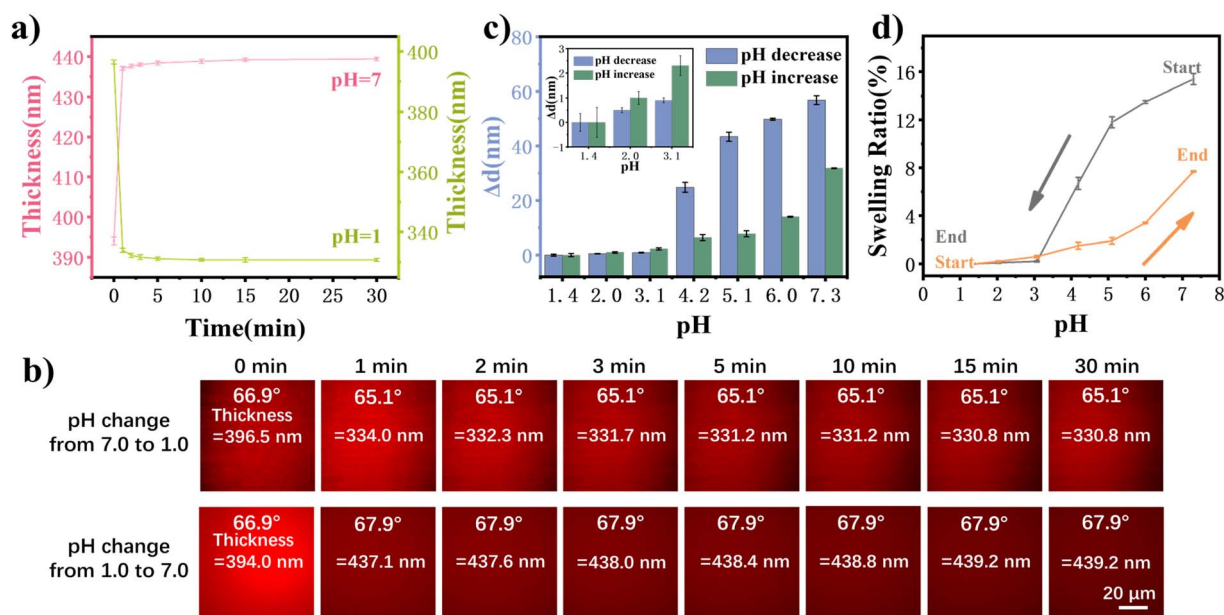 a)
Thickness(nm)
440
430
420
410
400
390
pH=7
pH=1
400
380
360
340
Thickness(nm)
0
5
10
15
20
25
30
Time(min)
c)
Δd(nm)
80
60
40
20
0
pH decrease
pH increase
Δd(nm)
3
2
1
0
-1
pH decrease
pH increase
1.4
2.0
3.1
pH
1.4
2.0
3.1
4.2
5.1
6.0
7.3
pH
d)
Swelling Ratio(%)
16
12
8
4
0
Start
End
End
Start
0
1
2
3
4
5
6
7
8
pH
b)
0 min
1 min
2 min
3 min
5 min
10 min
15 min
30 min
pH change
from 7.0 to 1.0
66.9°
Thickness
=396.5 nm
65.1°
=334.0 nm
65.1°
=332.3 nm
65.1°
=331.7 nm
65.1°
=331.2 nm
65.1°
=331.2 nm
65.1°
=330.8 nm
65.1°
=330.8 nm
pH change
from 1.0 to 7.0
66.9°
Thickness
=394.0 nm
67.9°
=437.1 nm
67.9°
=437.6 nm
67.9°
=438.0 nm
67.9°
=438.4 nm
67.9°
=438.8 nm
67.9°
=439.2 nm
67.9°
=439.2 nm
20 μm